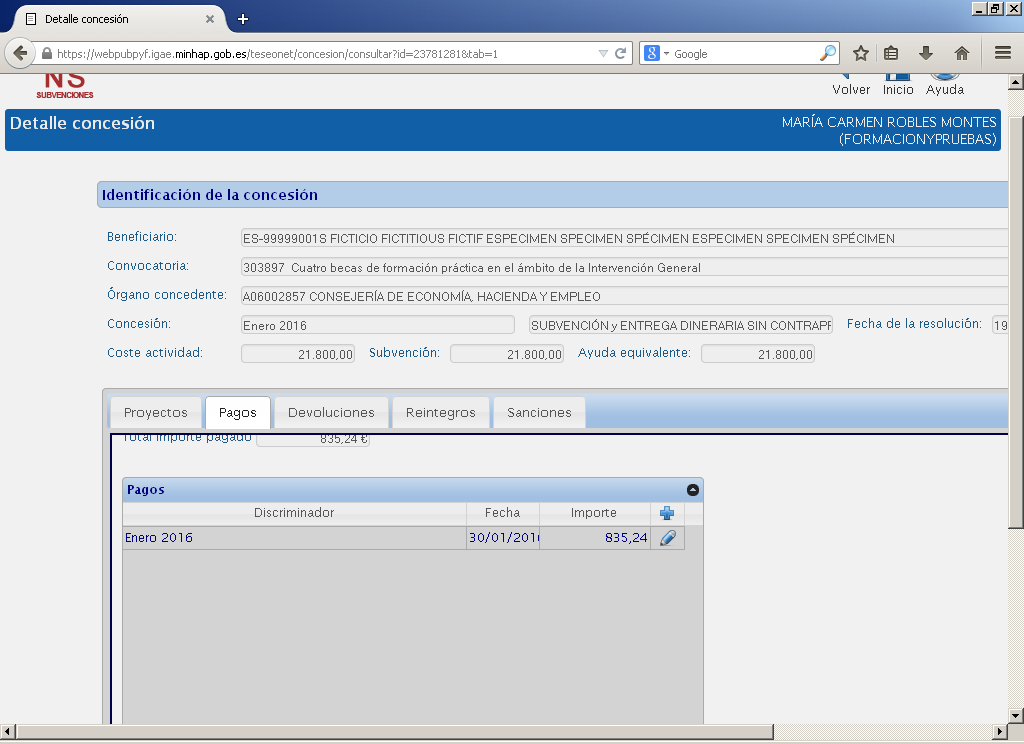 Detalle concesión
https://webpubpyf.igae.minhap.gob.es/teseonet/concesion/consultar?id=23781281&tab=1
Google
NS
SUBVENCIONES
Volver Inicio Ayuda
Detalle concesión
MARÍA CARMEN ROBLES MONTES
(FORMACIONYPRUEBAS)
Identificación de la concesión
Beneficiario: ES-99999001S FICTICIO FICTITIOUS FICTIF ESPECIMEN SPECIMEN SPÉCIMEN ESPECIMEN SPECIMEN SPÉCIMEN
Convocatoria: 303897 Cuatro becas de formación práctica en el ámbito de la Intervención General
Órgano concedente: A06002857 CONSEJERÍA DE ECONOMÍA, HACIENDA Y EMPLEO
Concesión: Enero 2016 SUBVENCIÓN y ENTREGA DINERARIA SIN CONTRAPR Fecha de la resolución: 19
Coste actividad: 21.800,00 Subvención: 21.800,00 Ayuda equivalente: 21.800,00
Proyectos Pagos Devoluciones Reintegros Sanciones
Total importe pagado 835,24 €
Pagos
Discriminador Fecha Importe
Enero 2016 30/01/201 835,24